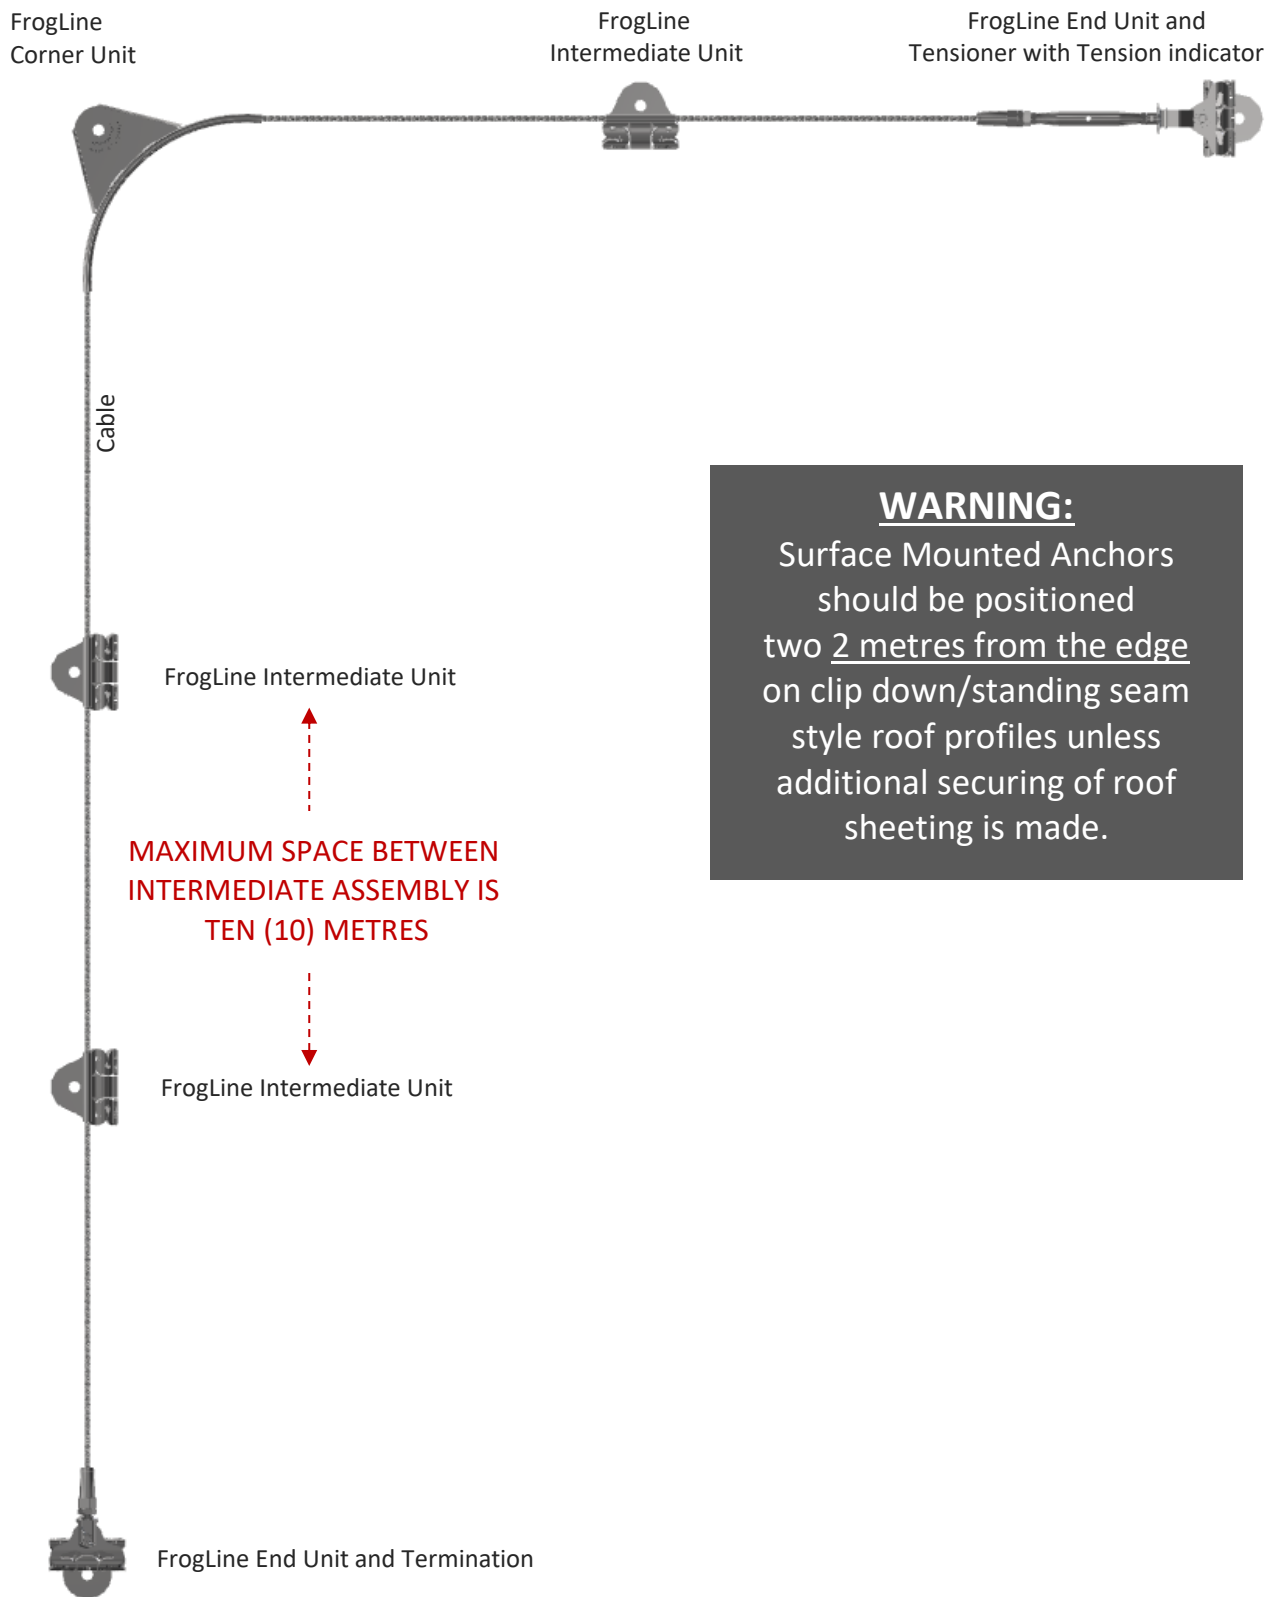 FrogLine
Corner Unit
FrogLine
Intermediate Unit
FrogLine End Unit and
Tensioner with Tension indicator
Cable
WARNING:
Surface Mounted Anchors
should be positioned
two 2 metres from the edge
on clip down/standing seam
style roof profiles unless
additional securing of roof
sheeting is made.
FrogLine Intermediate Unit
MAXIMUM SPACE BETWEEN
INTERMEDIATE ASSEMBLY IS
TEN (10) METRES
FrogLine Intermediate Unit
FrogLine End Unit and Termination